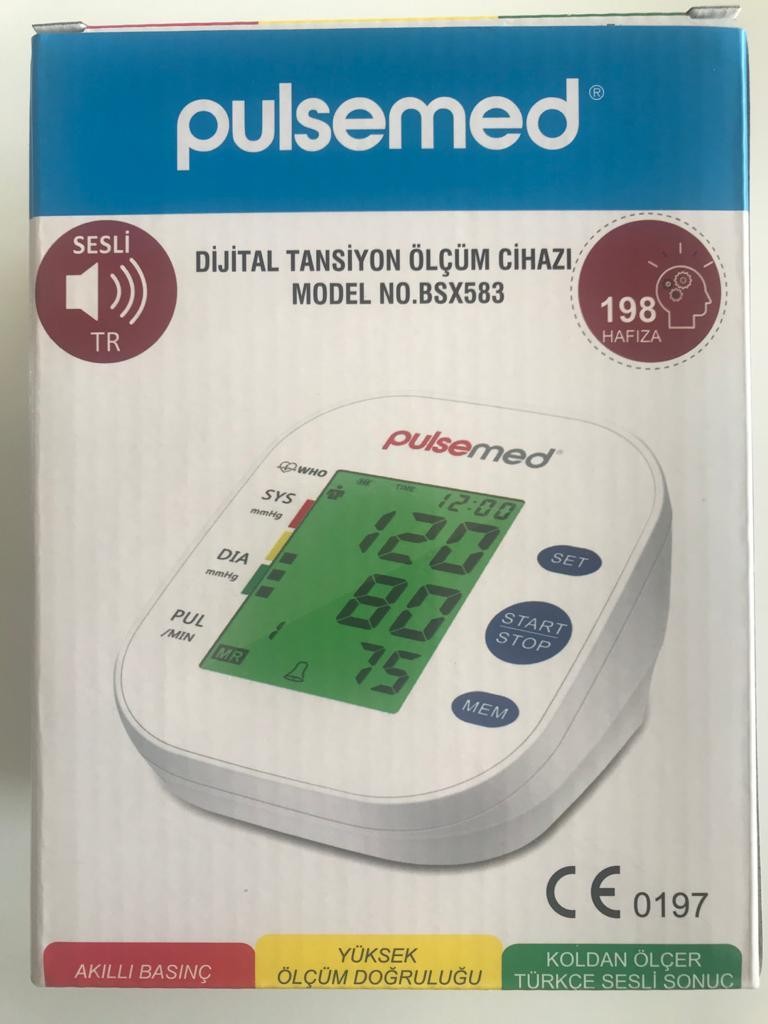 pulsemed®
SESLİ
TR
DİJİTAL TANSİYON ÖLÇÜM CİHAZI
MODEL NO.BSX583
198
HAFIZA
pulsemed®
WHO
SYS
mmHg
DIA
mmHg
PUL
/MIN
TIME
12:00
120
80
75
1
MR
SET
START
STOP
MEM
CE 0197
AKILLI BASINÇ
YÜKSEK
ÖLÇÜM DOĞRULUĞU
KOLDAN ÖLÇER
TÜRKÇE SESLİ SONUÇ